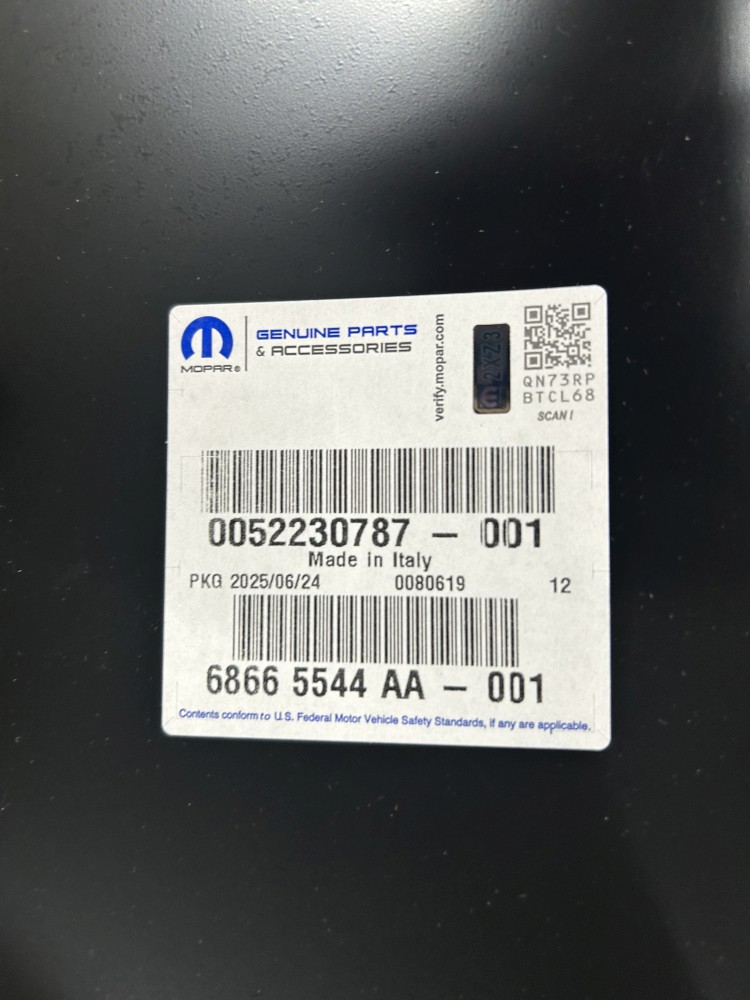 MOPAR®
GENUINE PARTS
& ACCESSORIES
verify.mopar.com
2XZ3
QN73RP
BTCL68
SCAN !
0052230787 – 001
Made in Italy
PKG 2025/06/24 0080619 12
6866 5544 AA – 001
Contents conform to U.S. Federal Motor Vehicle Safety Standards, if any are applicable.